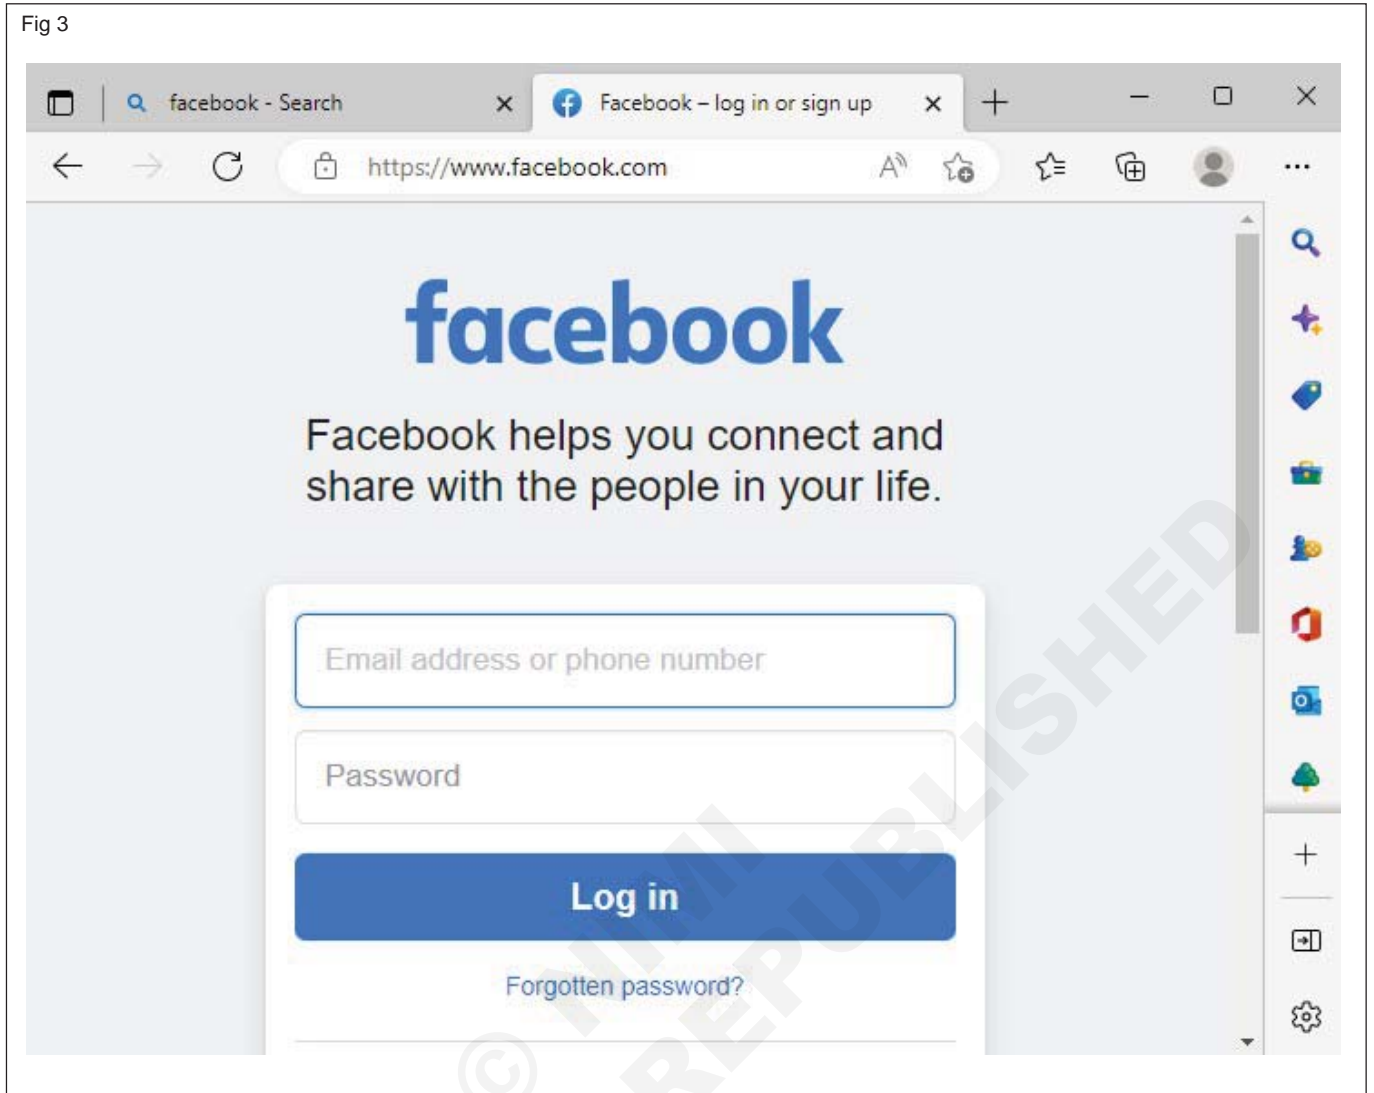 Fig 3
facebook - Search
Facebook – log in or sign up
https://www.facebook.com
facebook
Facebook helps you connect and
share with the people in your life.
Email address or phone number
Password
Log in
Forgotten password?
© NIMI
REPUBLISHED